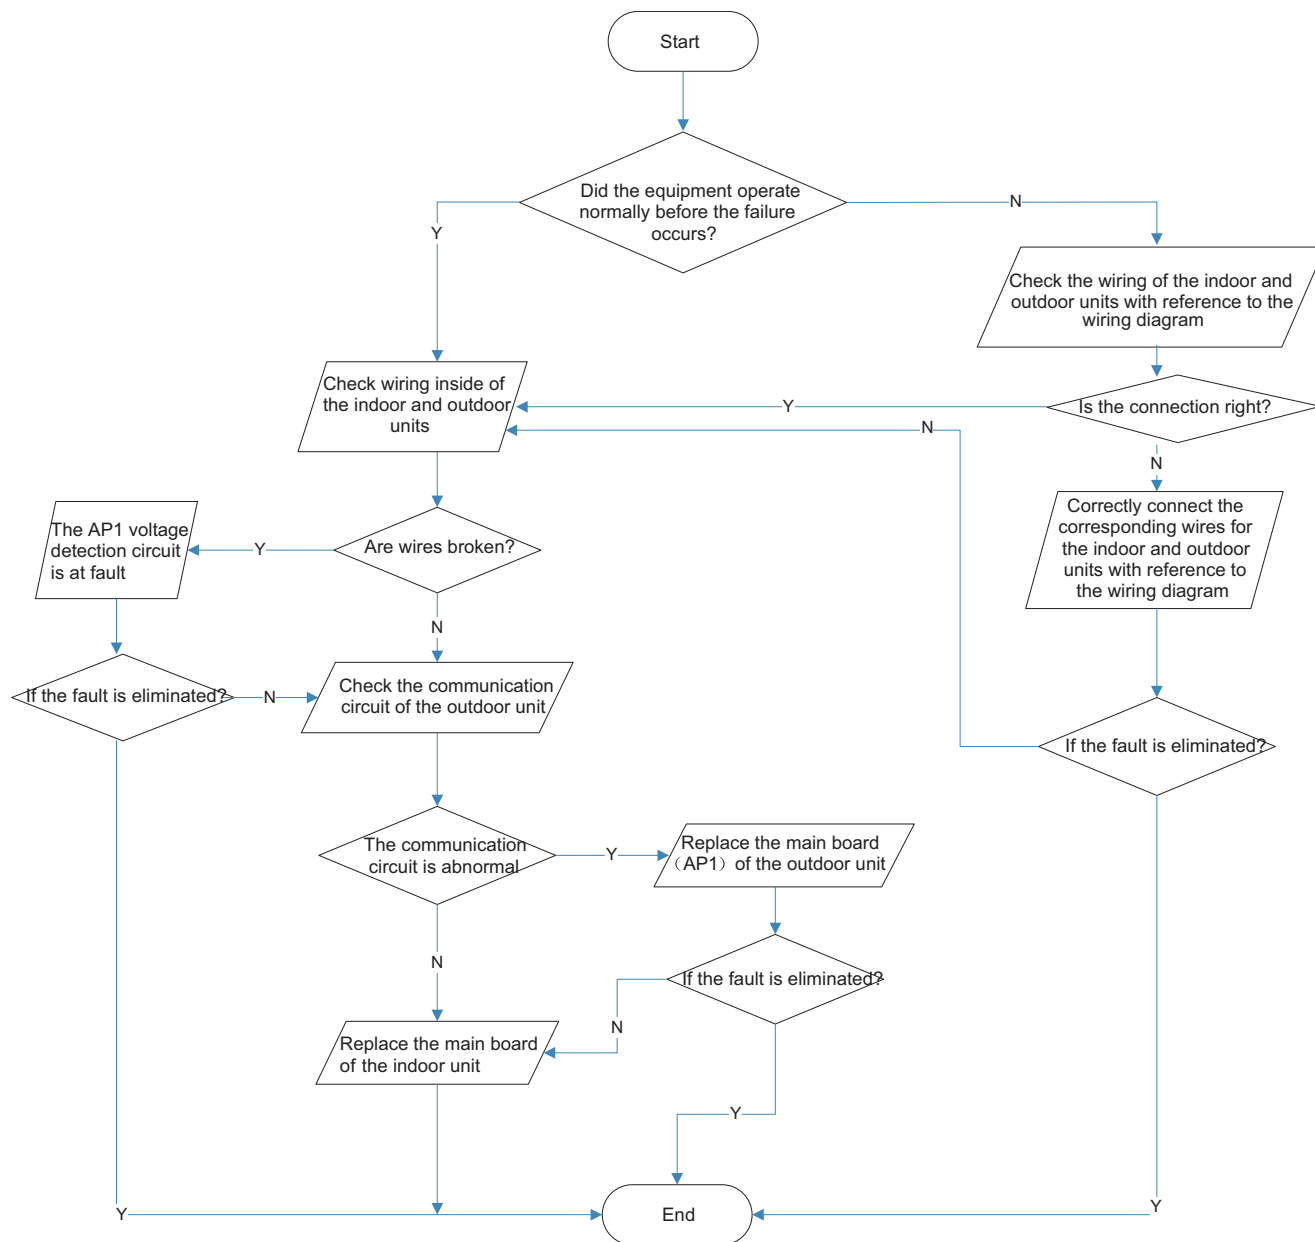 Start
Did the equipment operate
normally before the failure
occurs?
N
Y
Check the wiring of the indoor and
outdoor units with reference to the
wiring diagram
Check wiring inside of
the indoor and outdoor
units
Y
Is the connection right?
N
N
Correctly connect the
corresponding wires for
the indoor and outdoor
units with reference to
the wiring diagram
The AP1 voltage
detection circuit
is at fault
Y
Are wires broken?
N
If the fault is eliminated?
N
Check the communication
circuit of the outdoor unit
If the fault is eliminated?
The communication
circuit is abnormal
Y
Replace the main board
（AP1）of the outdoor unit
N
If the fault is eliminated?
N
Replace the main board
of the indoor unit
Y
Y
End
Y